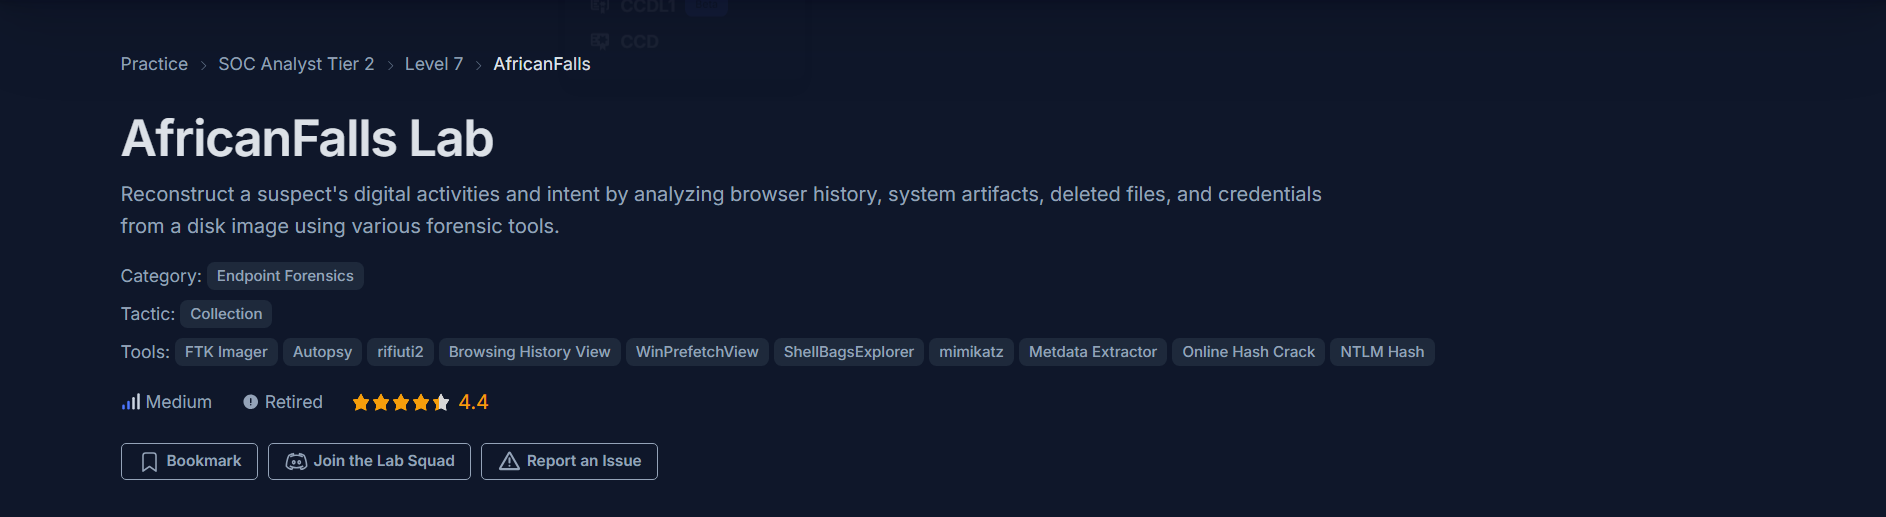 CCDL1
CCD
Practice > SOC Analyst Tier 2 > Level 7 > AfricanFalls
AfricanFalls Lab
Reconstruct a suspect's digital activities and intent by analyzing browser history, system artifacts, deleted files, and credentials
from a disk image using various forensic tools.
Category: Endpoint Forensics
Tactic: Collection
Tools: FTK Imager Autopsy rifiuti2 Browsing History View WinPrefetchView ShellBagsExplorer mimikatz Metdata Extractor Online Hash Crack NTLM Hash
Medium Retired 4.4
Bookmark Join the Lab Squad Report an Issue